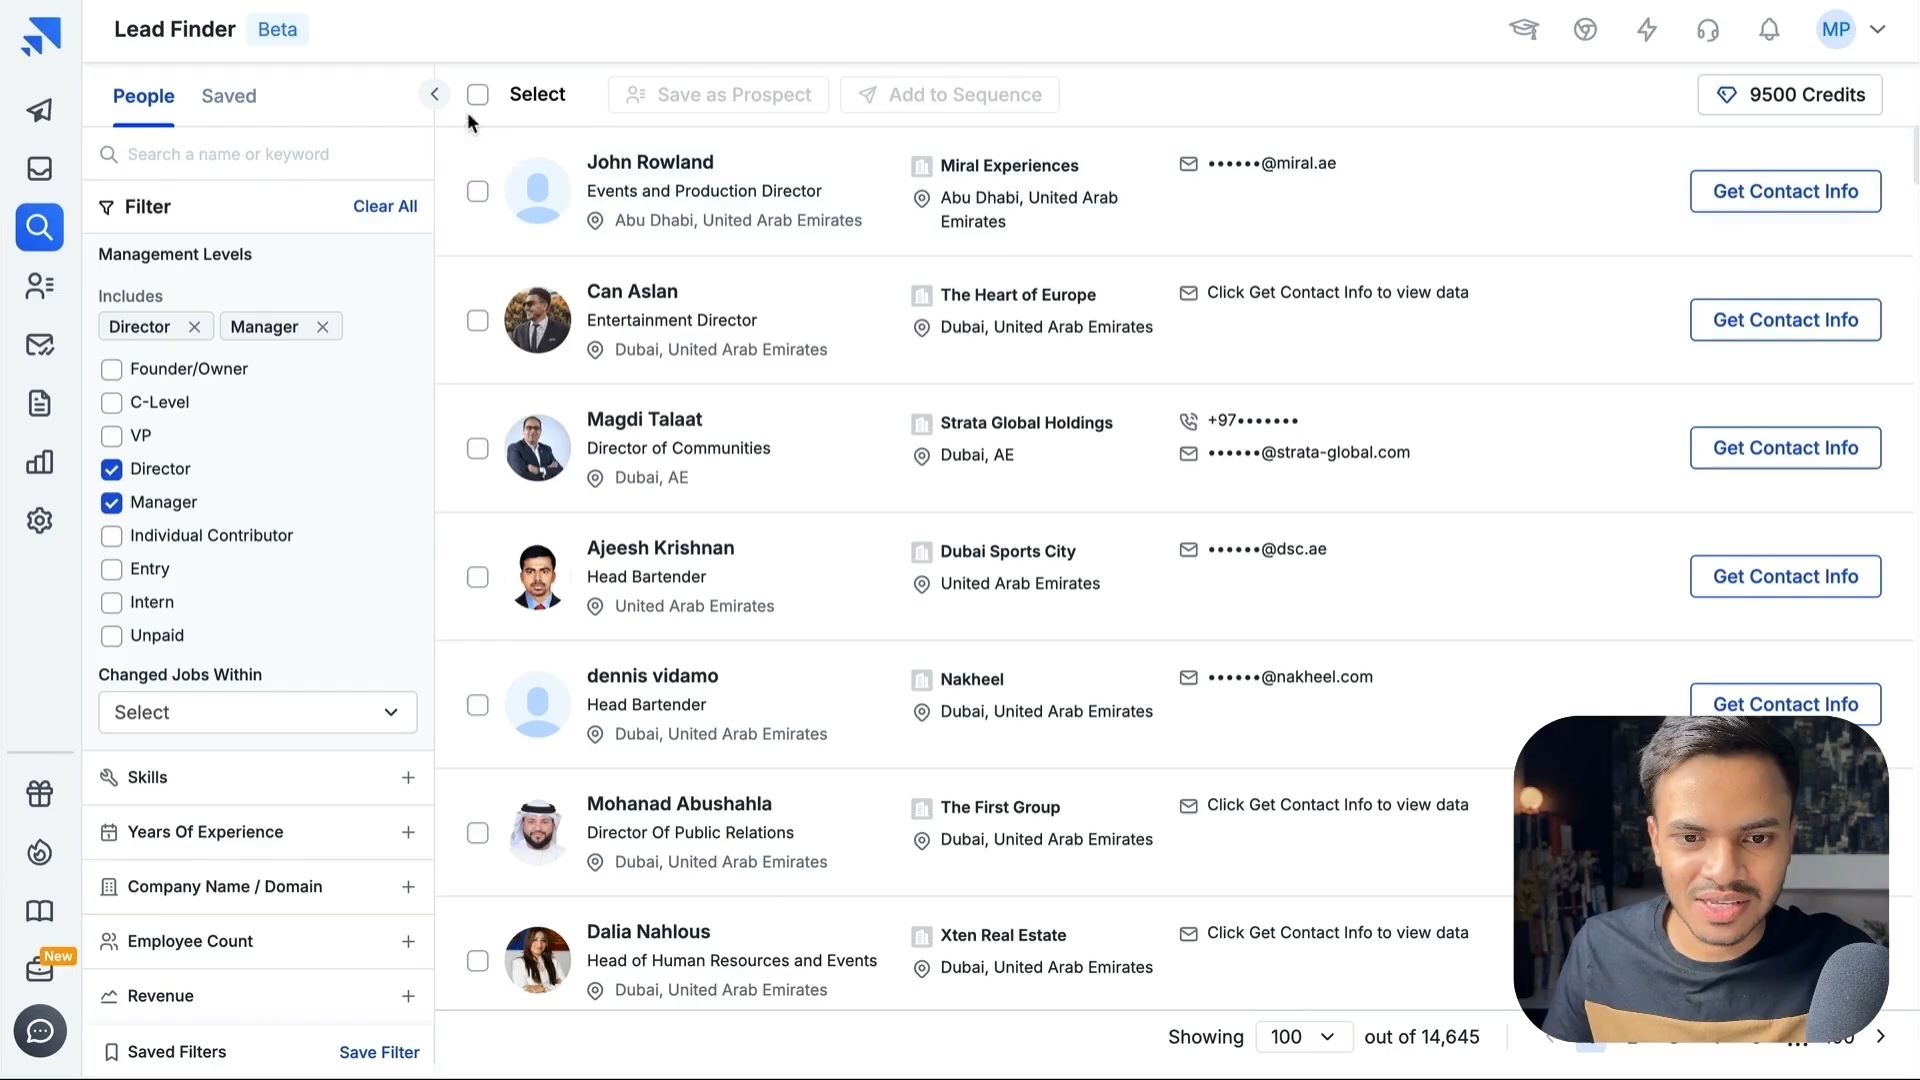 Lead Finder
Beta
MP
People
Saved
Select
Save as Prospect
Add to Sequence
9500 Credits
Search a name or keyword
Filter
Clear All
Management Levels
Includes
Director
Manager
Founder/Owner
C-Level
VP
Director
Manager
Individual Contributor
Entry
Intern
Unpaid
Changed Jobs Within
Select
Skills
Years Of Experience
Company Name / Domain
Employee Count
Revenue
Saved Filters
Save Filter
New
John Rowland
Events and Production Director
Abu Dhabi, United Arab Emirates
Miral Experiences
Abu Dhabi, United Arab
Emirates
••••••@miral.ae
Get Contact Info
Can Aslan
Entertainment Director
Dubai, United Arab Emirates
The Heart of Europe
Dubai, United Arab Emirates
Click Get Contact Info to view data
Get Contact Info
Magdi Talaat
Director of Communities
Dubai, AE
Strata Global Holdings
Dubai, AE
+97•••••••
••••••@strata-global.com
Get Contact Info
Ajeesh Krishnan
Head Bartender
United Arab Emirates
Dubai Sports City
United Arab Emirates
••••••@dsc.ae
Get Contact Info
dennis vidamo
Head Bartender
Dubai, United Arab Emirates
Nakheel
Dubai, United Arab Emirates
••••••@nakheel.com
Get Contact Info
Mohanad Abushahla
Director Of Public Relations
Dubai, United Arab Emirates
The First Group
Dubai, United Arab Emirates
Click Get Contact Info to view data
Dalia Nahlous
Head of Human Resources and Events
Dubai, United Arab Emirates
Xten Real Estate
Dubai, United Arab Emirates
Click Get Contact Info to view data
Showing
100
out of 14,645